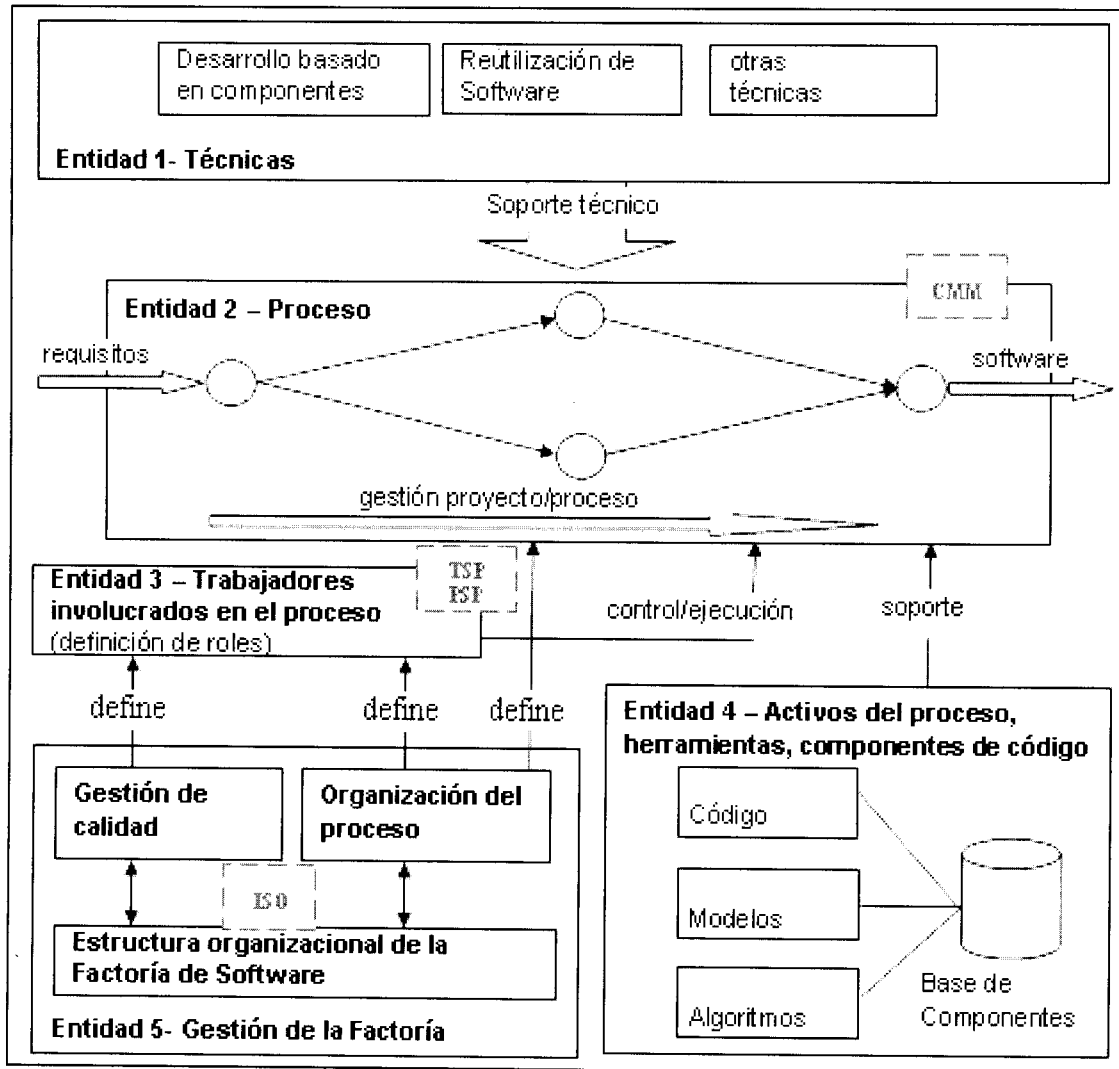 Desarrollo basado
en componentes
Reutilización de
Software
otras
técnicas
Entidad 1- Técnicas
Soporte técnico
Entidad 2 – Proceso
CMM
requisitos
software
gestión proyecto/proceso
Entidad 3 – Trabajadores
involucrados en el proceso
(definición de roles)
TSP
PSP
control/ejecución
soporte
define
define
define
Entidad 4 – Activos del proceso,
herramientas, componentes de código
Gestión de
calidad
Organización del
proceso
ISO
Estructura organizacional de la
Factoría de Software
Entidad 5- Gestión de la Factoría
Código
Modelos
Algoritmos
Base de
Componentes